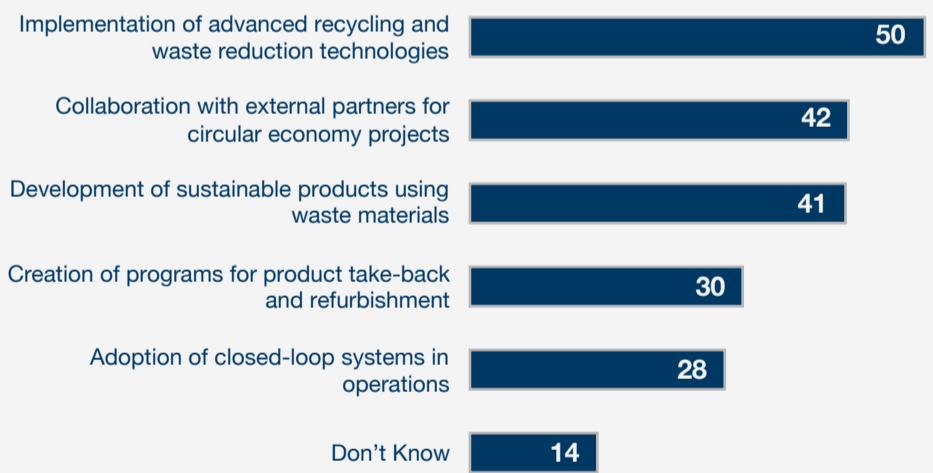 Implementation of advanced recycling and
waste reduction technologies
50
Collaboration with external partners for
circular economy projects
42
Development of sustainable products using
waste materials
41
Creation of programs for product take-back
and refurbishment
30
Adoption of closed-loop systems in
operations
28
Don’t Know
14